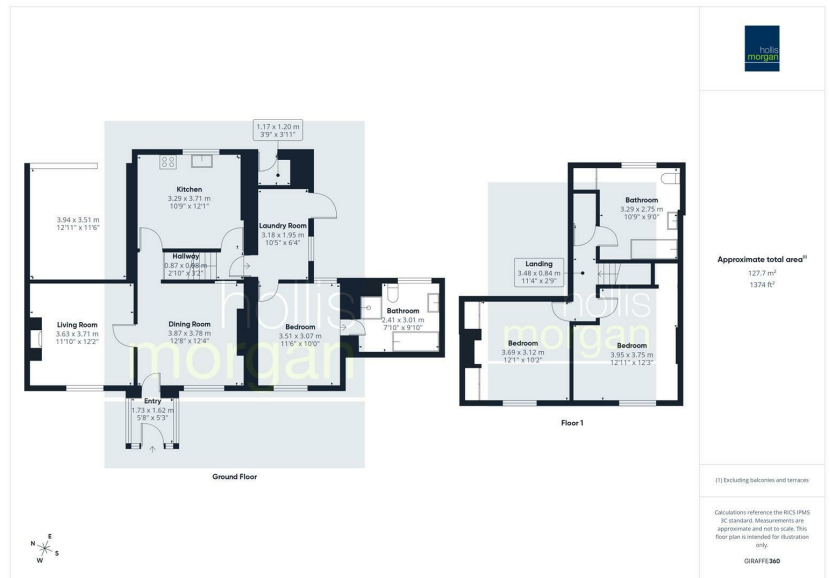 hollis
morgan
1.17 x 1.20 m
3'9" x 3'11"
Kitchen
3.29 x 3.71 m
10'9" x 12'1"
3.94 x 3.51 m
12'11" x 11'6"
Laundry Room
3.18 x 1.95 m
10'5" x 6'4"
Hallway
0.87 x 0.98 m
2'10" x 3'2"
Living Room
3.63 x 3.71 m
11'10" x 12'2"
Dining Room
3.87 x 3.78 m
12'8" x 12'4"
Bedroom
3.51 x 3.07 m
11'6" x 10'0"
Bathroom
2.41 x 3.01 m
7'10" x 9'10"
Entry
1.73 x 1.62 m
5'8" x 5'3"
hollis
morgan
Ground Floor
Bathroom
3.29 x 2.75 m
10'9" x 9'0"
Landing
3.48 x 0.84 m
11'4" x 2'9"
Bedroom
3.69 x 3.12 m
12'1" x 10'2"
Bedroom
3.95 x 3.75 m
12'11" x 12'3"
hollis
morgan
Floor 1
Approximate total area(1)
127.7 m²
1374 ft²
(1) Excluding balconies and terraces
Calculations reference the RICS IPMS
3C standard. Measurements are
approximate and not to scale. This
floor plan is intended for illustration
only.
GIRAFFE360
N
E
S
W